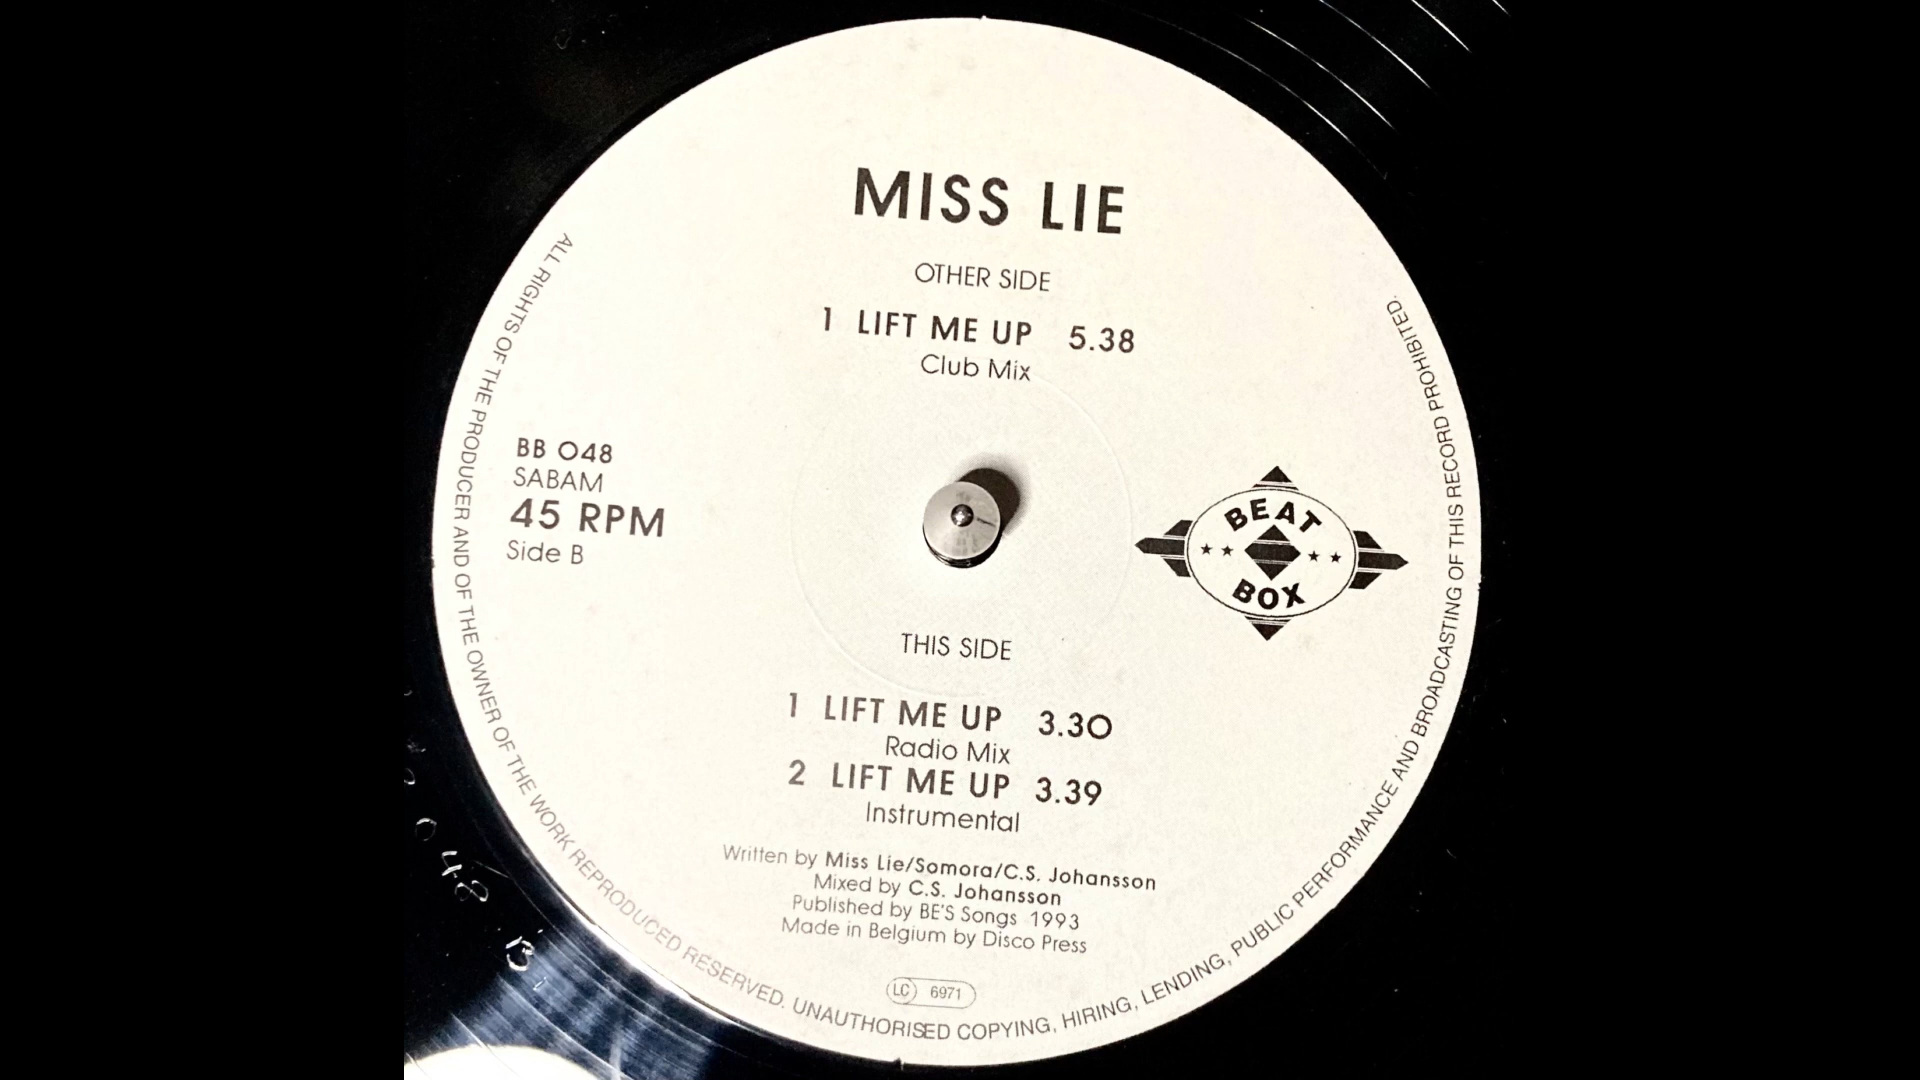 MISS LIE
OTHER SIDE
1 LIFT ME UP 5.38
Club Mix
BB 048
SABAM
45 RPM
Side B
BEAT
BOX
THIS SIDE
1 LIFT ME UP 3.30
Radio Mix
2 LIFT ME UP 3.39
Instrumental
Written by Miss Lie/Somora/C.S. Johansson
Mixed by C.S. Johansson
Published by BE'S Songs 1993
Made in Belgium by Disco Press
LC 6971
ALL RIGHTS OF THE PRODUCER AND OF THE OWNER OF THE WORK REPRODUCED RESERVED. UNAUTHORISED COPYING, HIRING, LENDING, PUBLIC PERFORMANCE AND BROADCASTING OF THIS RECORD PROHIBITED.
048 B